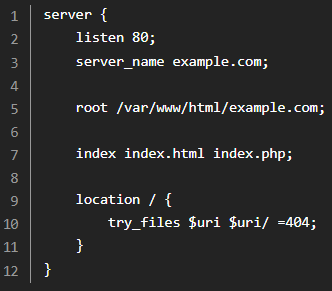 1 server {
2     listen 80;
3     server_name example.com;
4
5     root /var/www/html/example.com;
6
7     index index.html index.php;
8
9     location / {
10         try_files $uri $uri/ =404;
11     }
12 }